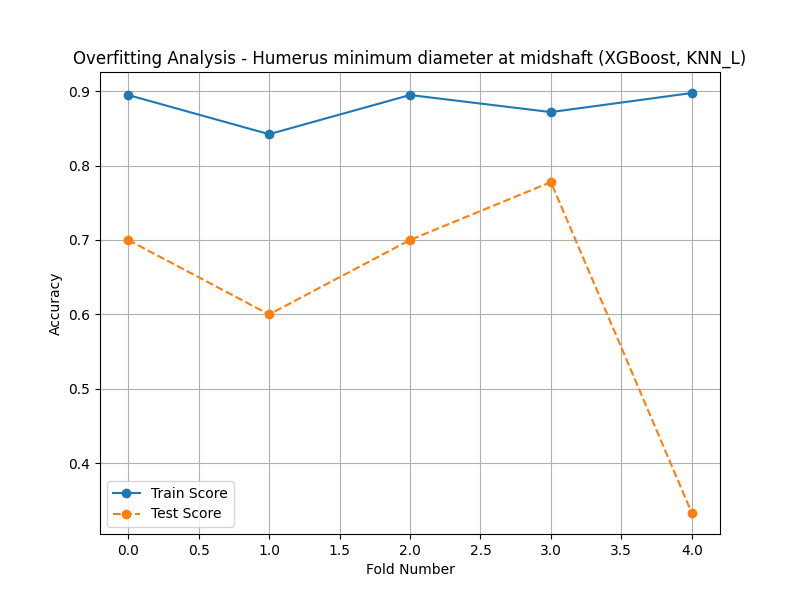 Overfitting Analysis - Humerus minimum diameter at midshaft (XGBoost, KNN_L)
0.9
0.8
0.7
0.6
0.5
0.4
Accuracy
Train Score
Test Score
0.0 0.5 1.0 1.5 2.0 2.5 3.0 3.5 4.0
Fold Number